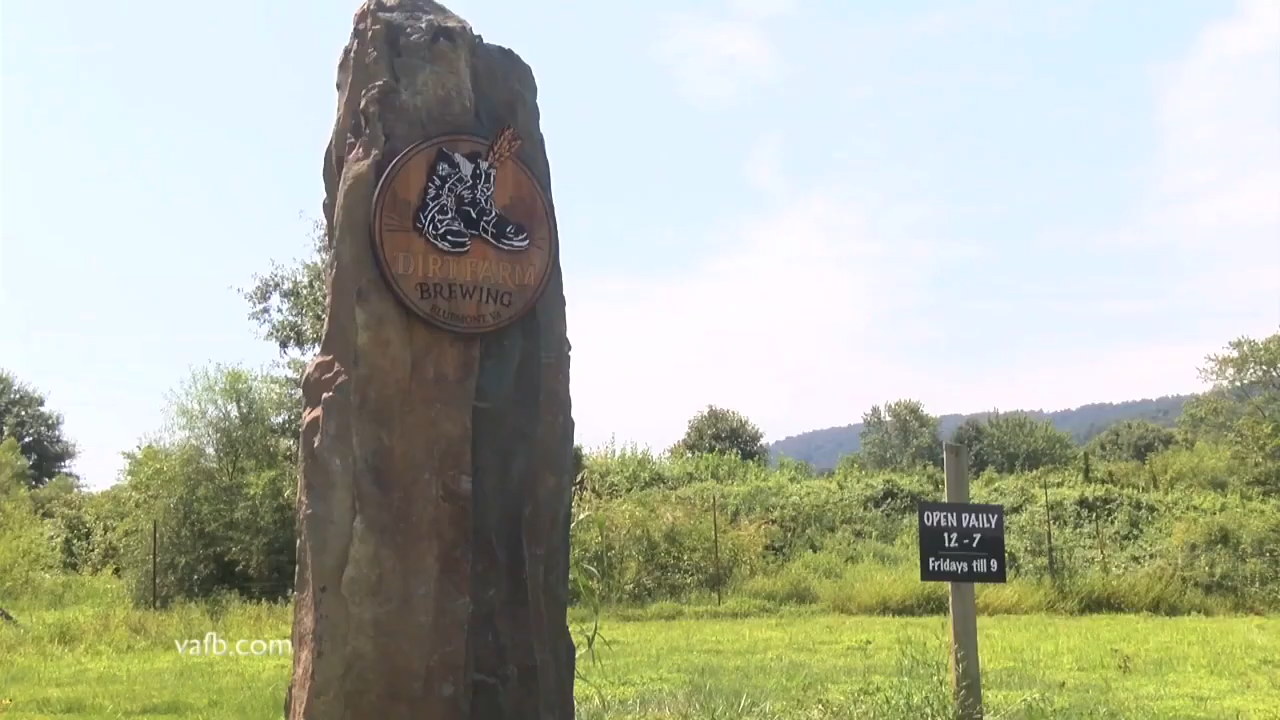 DIRT FARM
BREWING
BLUEMONT, VA
OPEN DAILY
12 - 7
Fridays till 9
vafb.com